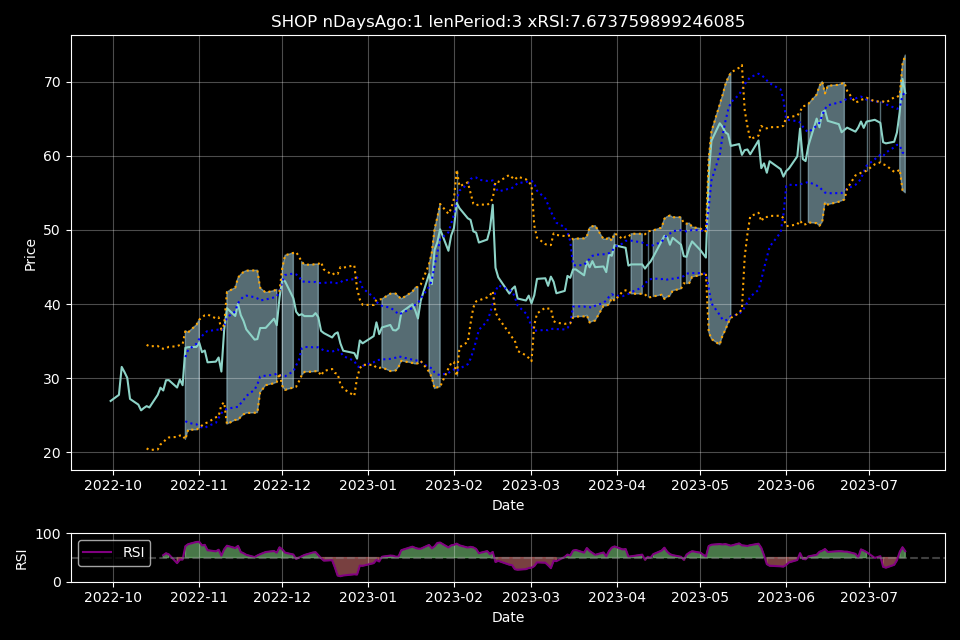 SHOP nDaysAgo:1 lenPeriod:3 xRSI:7.673759899246085
Price
70
60
50
40
30
20
2022-10 2022-11 2022-12 2023-01 2023-02 2023-03 2023-04 2023-05 2023-06 2023-07
Date
RSI
100
0
RSI
2022-10 2022-11 2022-12 2023-01 2023-02 2023-03 2023-04 2023-05 2023-06 2023-07
Date